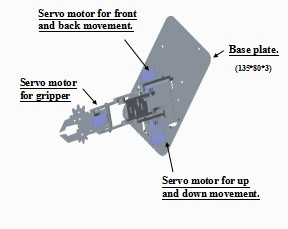 Servo motor for front
and back movement.
Base plate.
(135*80*3)
Servo motor
for gripper
Servo motor for up
and down movement.